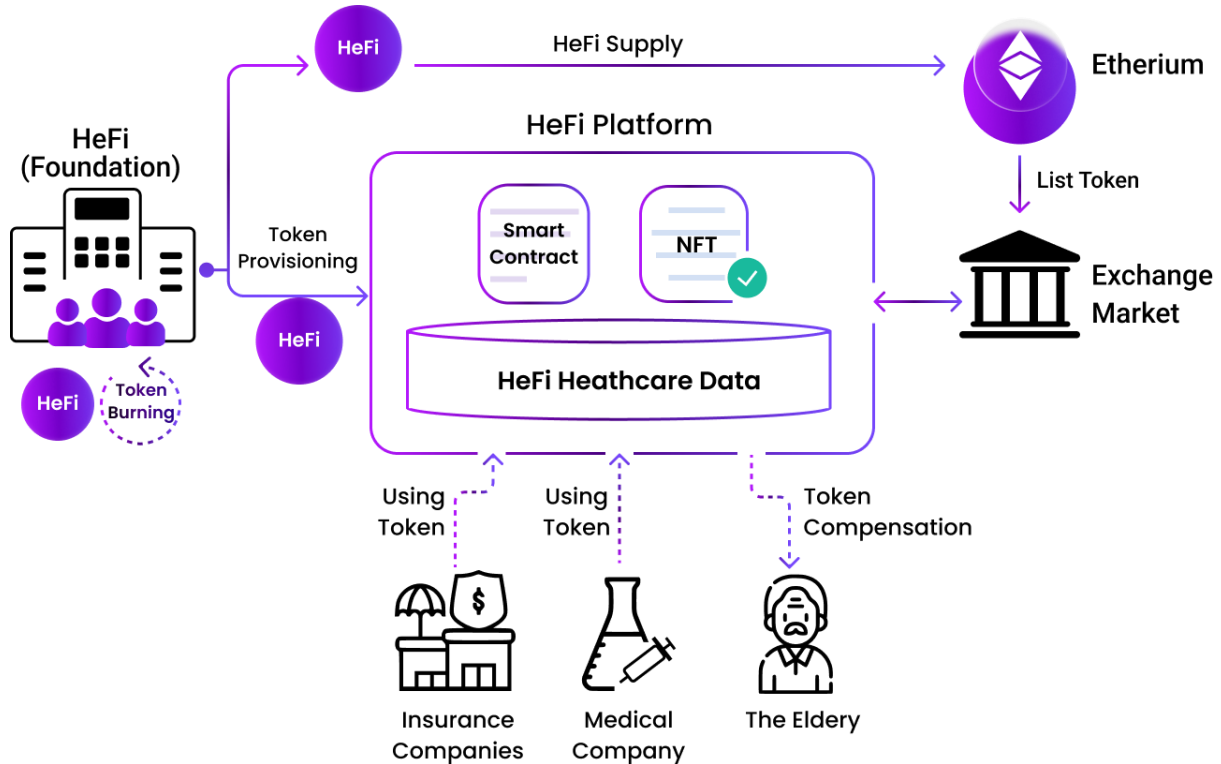 HeFi
HeFi Supply
Etherium
HeFi Platform
HeFi
(Foundation)
List Token
Smart
Contract
NFT
Token
Provisioning
Exchange
Market
HeFi
HeFi Heathcare Data
HeFi
Token
Burning
Using
Token
Using
Token
Token
Compensation
$
Insurance
Companies
Medical
Company
The Eldery